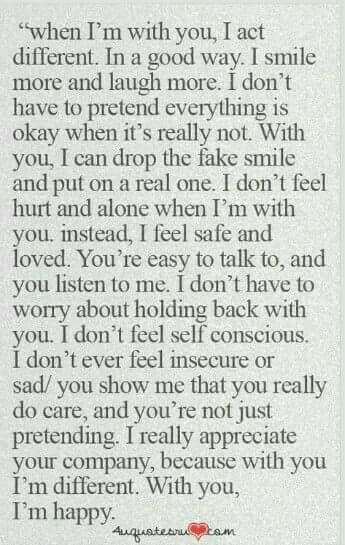 “when I’m with you, I act
different. In a good way. I smile
more and laugh more. I don’t
have to pretend everything is
okay when it’s really not. With
you, I can drop the fake smile
and put on a real one. I don’t feel
hurt and alone when I’m with
you. instead, I feel safe and
loved. You’re easy to talk to, and
you listen to me. I don’t have to
worry about holding back with
you. I don’t feel self conscious.
I don’t ever feel insecure or
sad/ you show me that you really
do care, and you’re not just
pretending. I really appreciate
your company, because with you
I’m different. With you,
I’m happy.